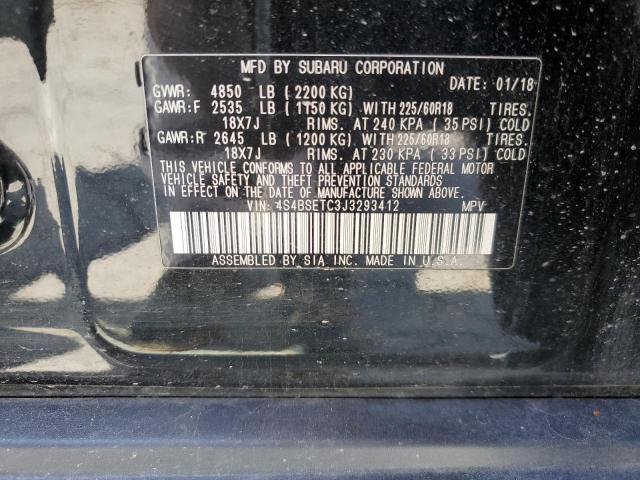 MFD BY SUBARU CORPORATION
GVWR: 4850 LB ( 2200 KG) DATE: 01/18
GAWR:F 2535 LB ( 1150 KG) WITH 225/60R18 TIRES.
18X7J RIMS. AT 240 KPA ( 35 PSI) COLD
GAWR:R 2645 LB ( 1200 KG) WITH 225/60R18 TIRES.
18X7J RIMS. AT 230 KPA ( 33 PSI) COLD
THIS VEHICLE CONFORMS TO ALL APPLICABLE FEDERAL MOTOR
VEHICLE SAFETY, AND THEFT PREVENTION STANDARDS
IN EFFECT ON THE DATE OF MANUFACTURE SHOWN ABOVE.
VIN: 4S4BSETC3J3293412 MPV
ASSEMBLED BY SIA INC. MADE IN U.S.A.